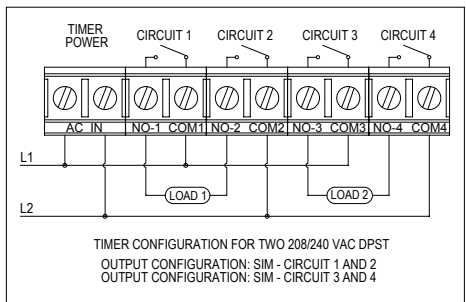 TIMER
POWER
CIRCUIT 1
CIRCUIT 2
CIRCUIT 3
CIRCUIT 4
AC IN NO-1 COM1 NO-2 COM2 NO-3 COM3 NO-4 COM4
L1
LOAD 1
LOAD 2
L2
TIMER CONFIGURATION FOR TWO 208/240 VAC DPST
OUTPUT CONFIGURATION: SIM - CIRCUIT 1 AND 2
OUTPUT CONFIGURATION: SIM - CIRCUIT 3 AND 4